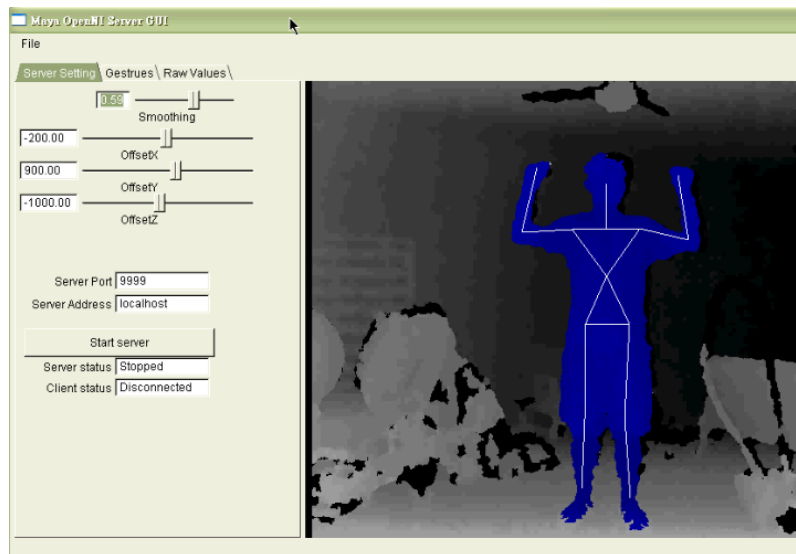 Maya OpenNI Server GUI
File
Server Setting Gestrues Raw Values
0.59
Smoothing
-200.00
OffsetX
900.00
OffsetY
-1000.00
OffsetZ
Server Port 9999
Server Address localhost
Start server
Server status Stopped
Client status Disconnected